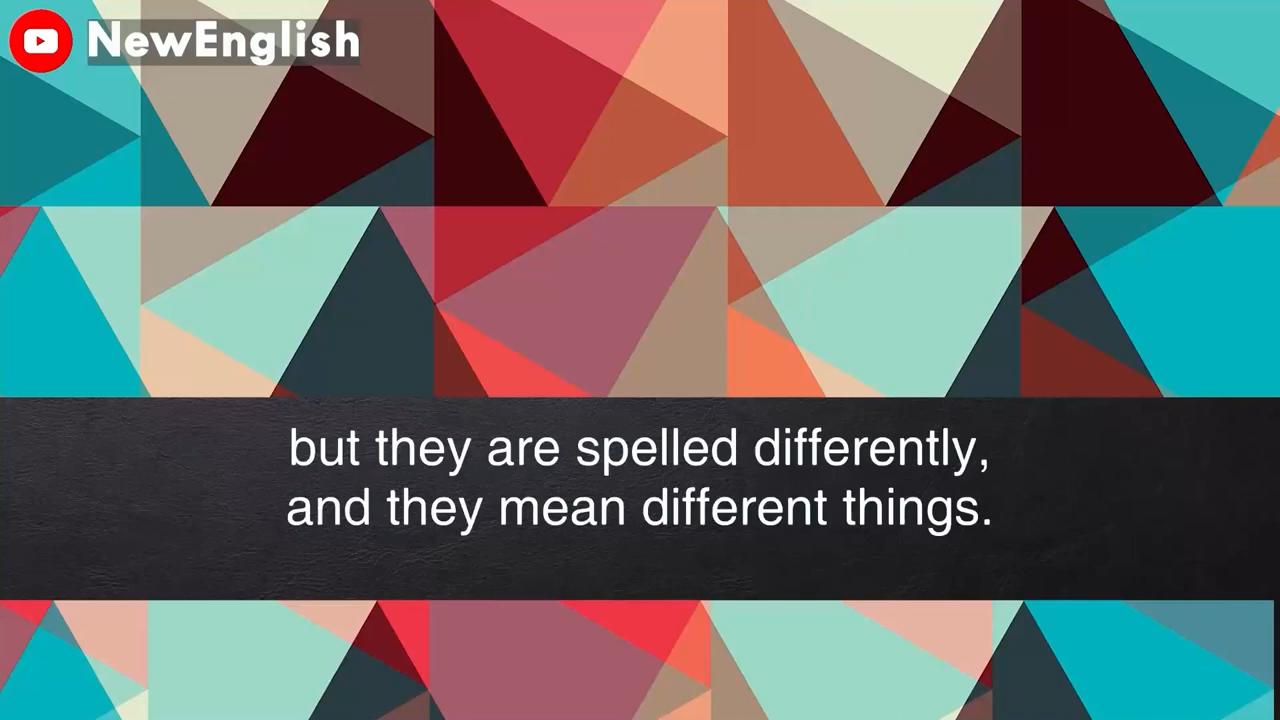 NewEnglish
but they are spelled differently,
and they mean different things.